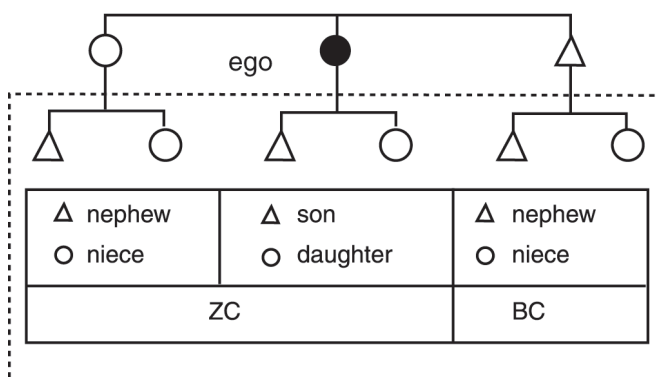 ego
nephew son nephew
niece daughter niece
ZC BC